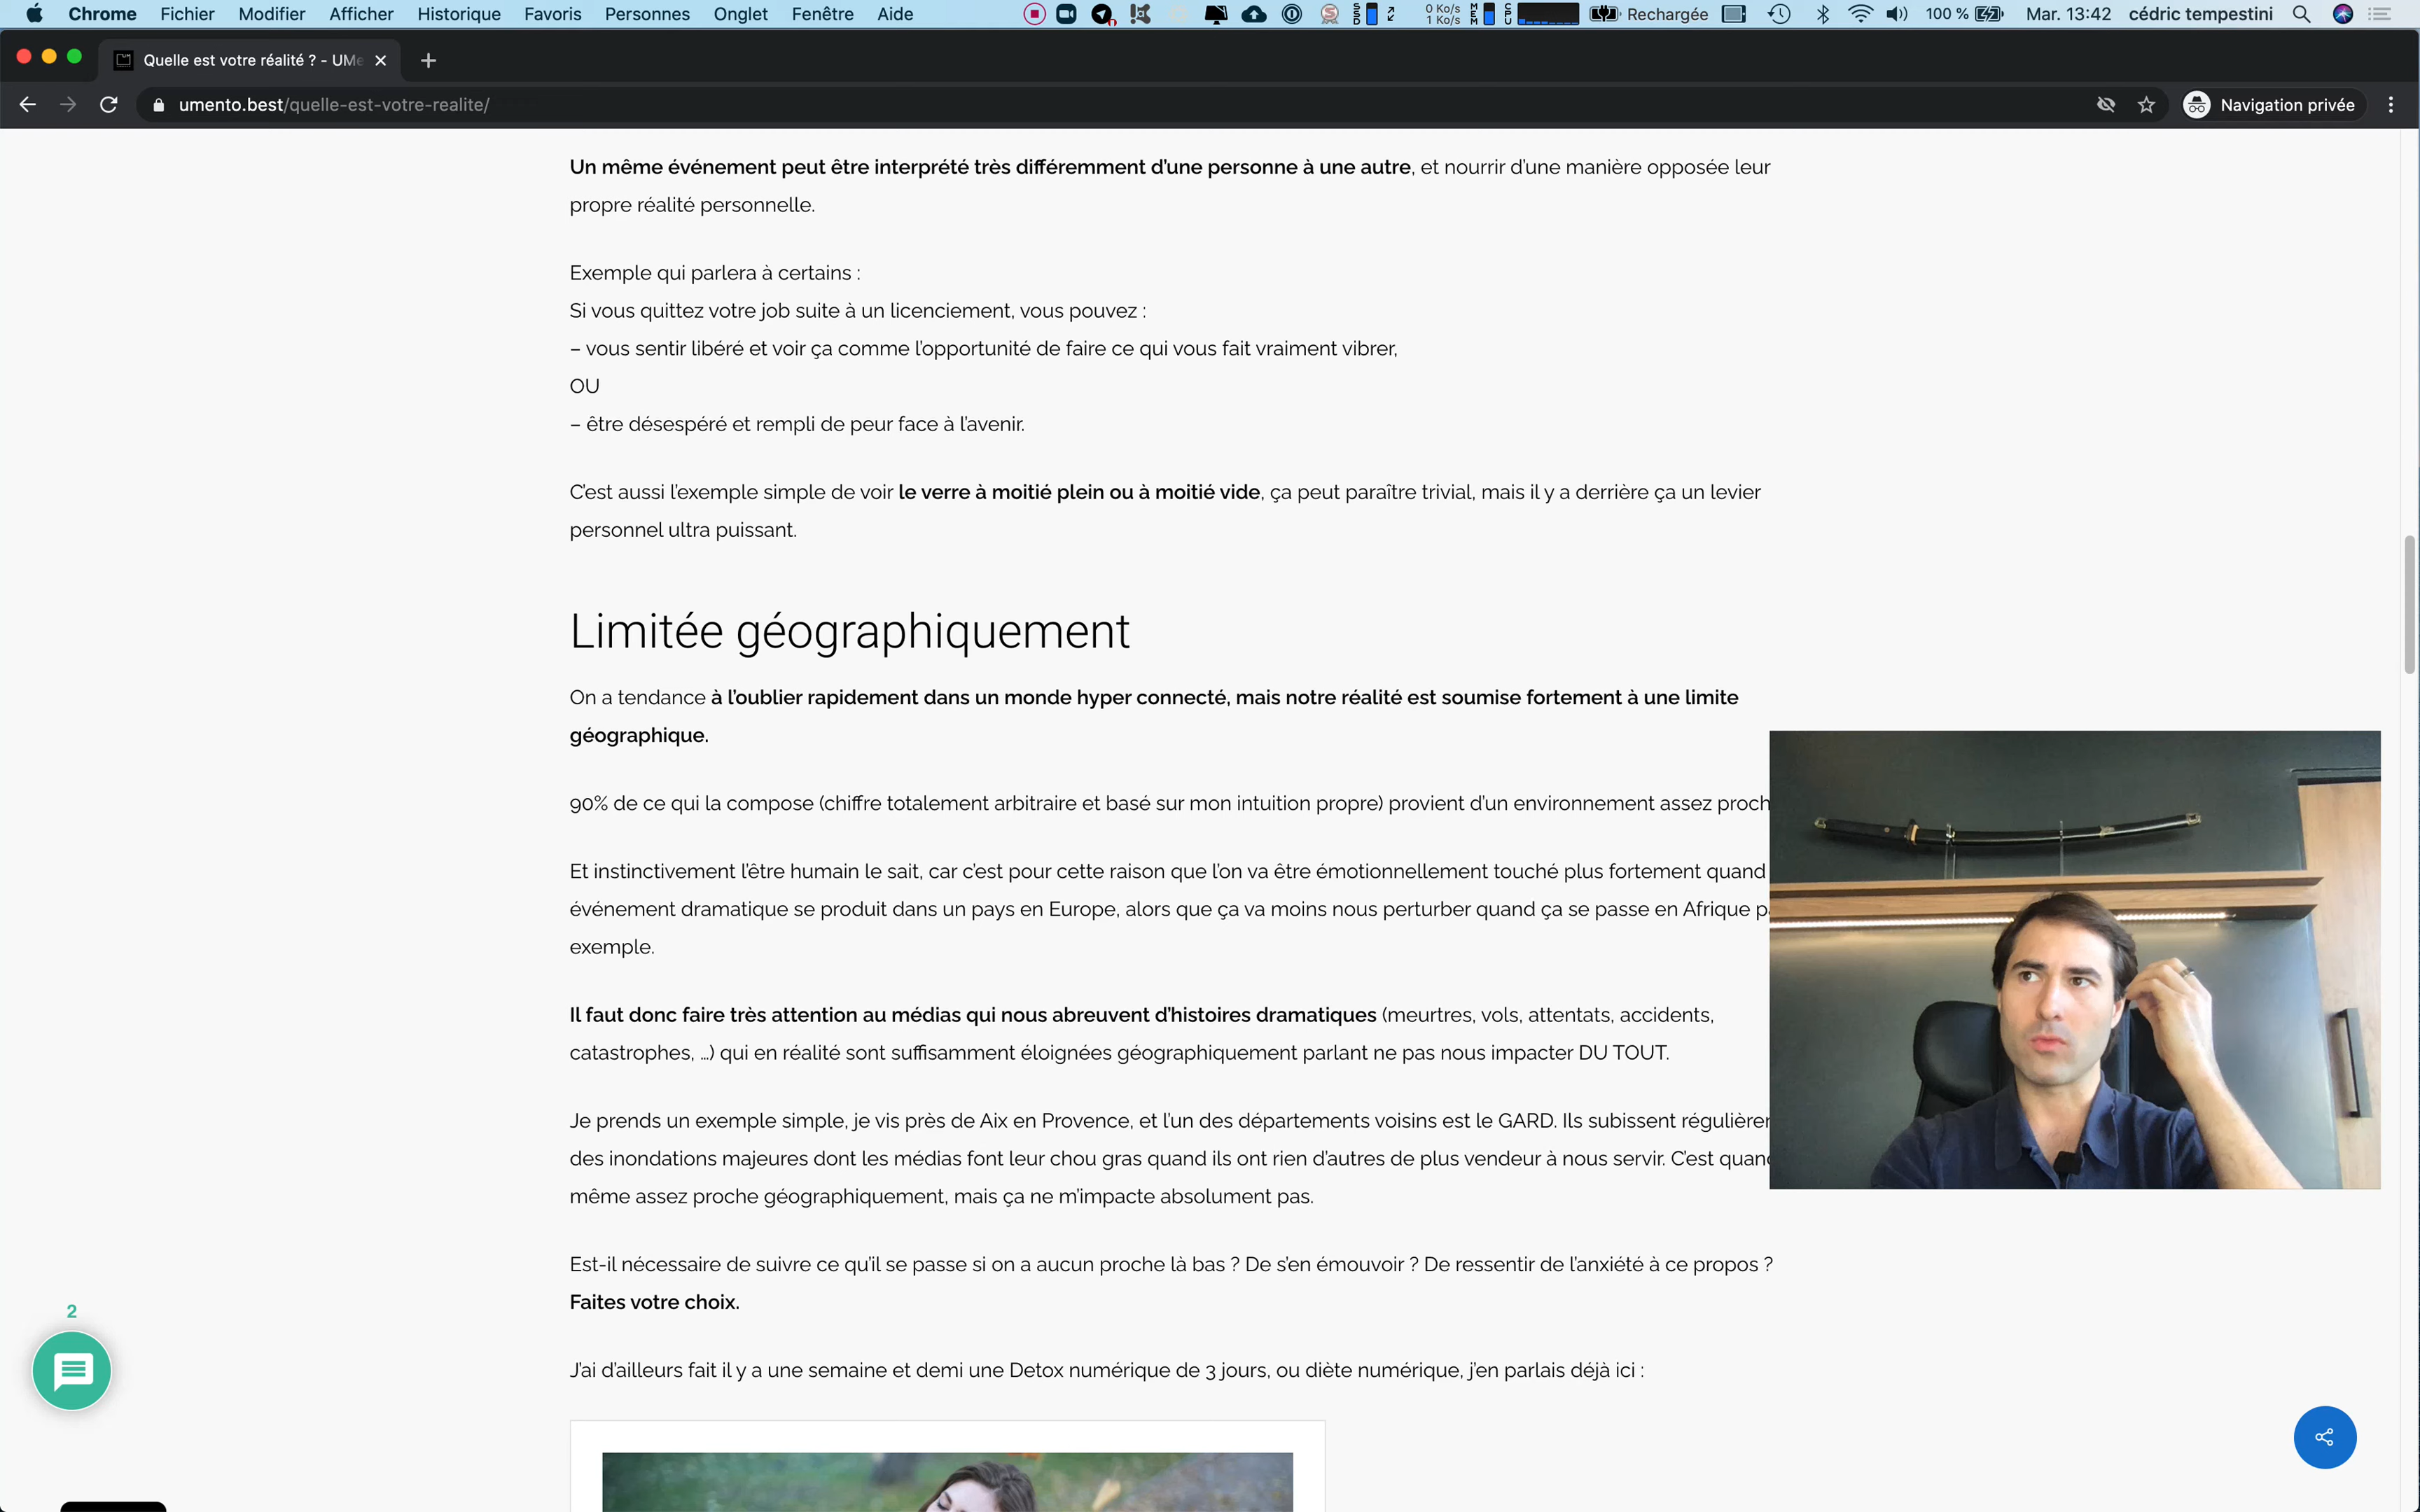 Chrome Fichier Modifier Afficher Historique Favoris Personnes Onglet Fenêtre Aide 0 Ko/s 1 Ko/s Rechargée 100 % Mar. 13:42 cédric tempestini
Quelle est votre réalité ? - UMe
umento.best/quelle-est-votre-realite/ Navigation privée
Un même événement peut être interprété très différemment d'une personne à une autre, et nourrir d'une manière opposée leur
propre réalité personnelle.
Exemple qui parlera à certains :
Si vous quittez votre job suite à un licenciement, vous pouvez :
– vous sentir libéré et voir ça comme l'opportunité de faire ce qui vous fait vraiment vibrer,
OU
– être désespéré et rempli de peur face à l'avenir.
C'est aussi l'exemple simple de voir le verre à moitié plein ou à moitié vide, ça peut paraître trivial, mais il y a derrière ça un levier
personnel ultra puissant.
Limitée géographiquement
On a tendance à l'oublier rapidement dans un monde hyper connecté, mais notre réalité est soumise fortement à une limite
géographique.
90% de ce qui la compose (chiffre totalement arbitraire et basé sur mon intuition propre) provient d'un environnement assez proch
Et instinctivement l'être humain le sait, car c'est pour cette raison que l'on va être émotionnellement touché plus fortement quand
événement dramatique se produit dans un pays en Europe, alors que ça va moins nous perturber quand ça se passe en Afrique p
exemple.
Il faut donc faire très attention au médias qui nous abreuvent d'histoires dramatiques (meurtres, vols, attentats, accidents,
catastrophes, …) qui en réalité sont suffisamment éloignées géographiquement parlant ne pas nous impacter DU TOUT.
Je prends un exemple simple, je vis près de Aix en Provence, et l'un des départements voisins est le GARD. Ils subissent régulière
des inondations majeures dont les médias font leur chou gras quand ils ont rien d'autres de plus vendeur à nous servir. C'est quan
même assez proche géographiquement, mais ça ne m'impacte absolument pas.
Est-il nécessaire de suivre ce qu'il se passe si on a aucun proche là bas ? De s'en émouvoir ? De ressentir de l'anxiété à ce propos ?
Faites votre choix.
J'ai d'ailleurs fait il y a une semaine et demi une Detox numérique de 3 jours, ou diète numérique, j'en parlais déjà ici :
2